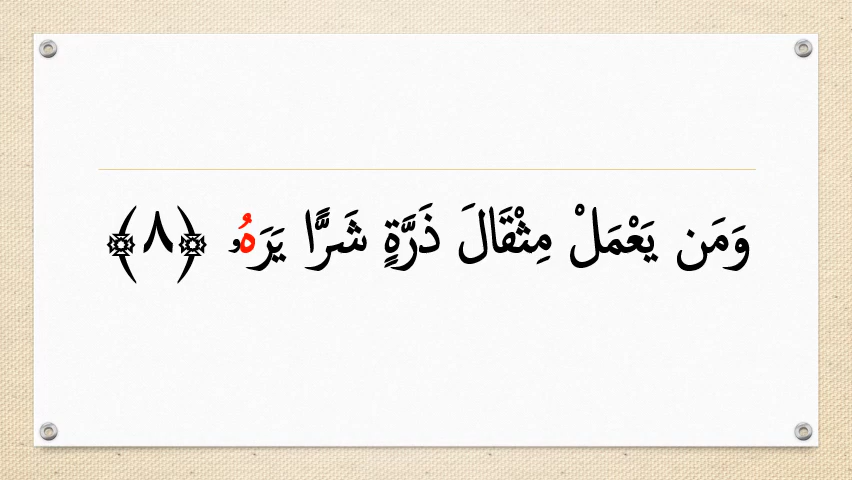 وَمَن يَعْمَلْ مِثْقَالَ ذَرَّةٍ شَرًّا يَرَهُۥ ﴿٨﴾